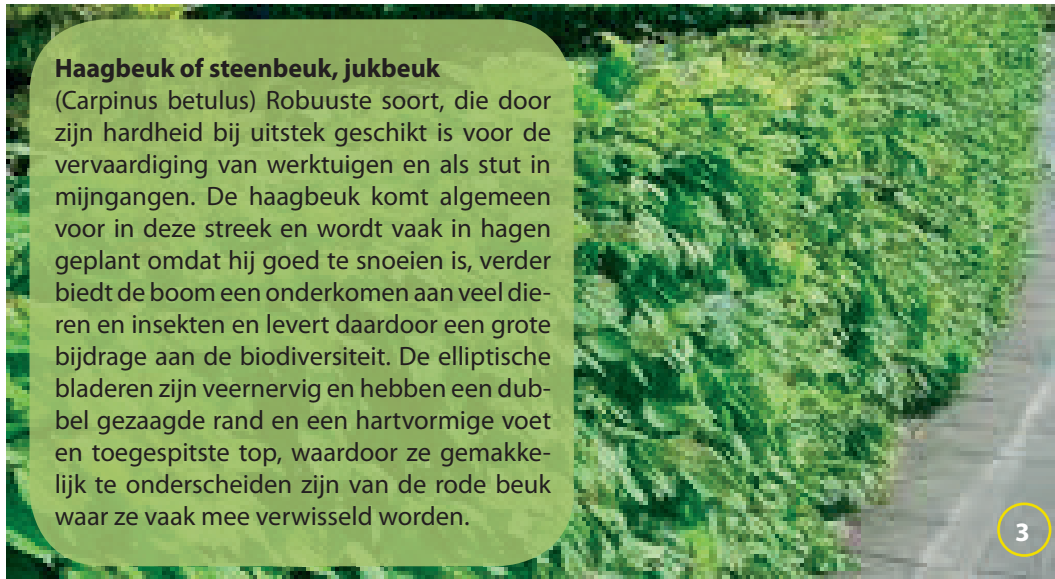 Haagbeuk of steenbeuk, jukbeuk
(Carpinus betulus) Robuuste soort, die door
zijn hardheid bij uitstek geschikt is voor de
vervaardiging van werktuigen en als stut in
mijngangen. De haagbeuk komt algemeen
voor in deze streek en wordt vaak in hagen
geplant omdat hij goed te snoeien is, verder
biedt de boom een onderkomen aan veel die-
ren en insekten en levert daardoor een grote
bijdrage aan de biodiversiteit. De elliptische
bladeren zijn veernervig en hebben een dub-
bel gezaagde rand en een hartvormige voet
en toegespitste top, waardoor ze gemakke-
lijk te onderscheiden zijn van de rode beuk
waar ze vaak mee verwisseld worden.
3